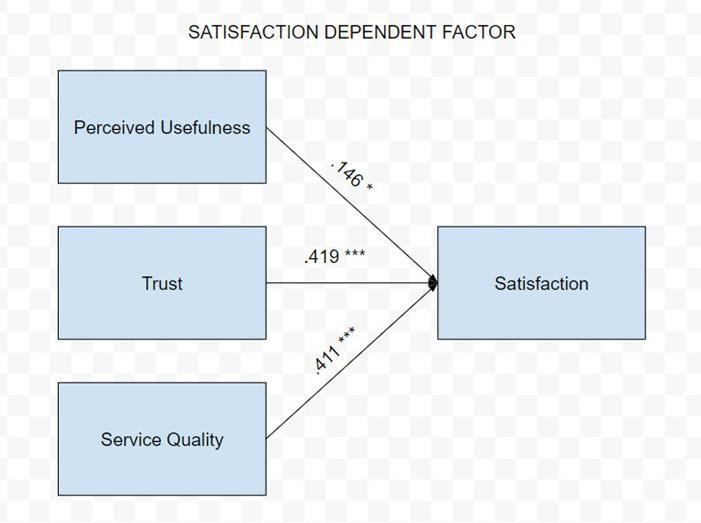 SATISFACTION DEPENDENT FACTOR
Perceived Usefulness
.146 *
Trust
.419 ***
Satisfaction
.411 ***
Service Quality